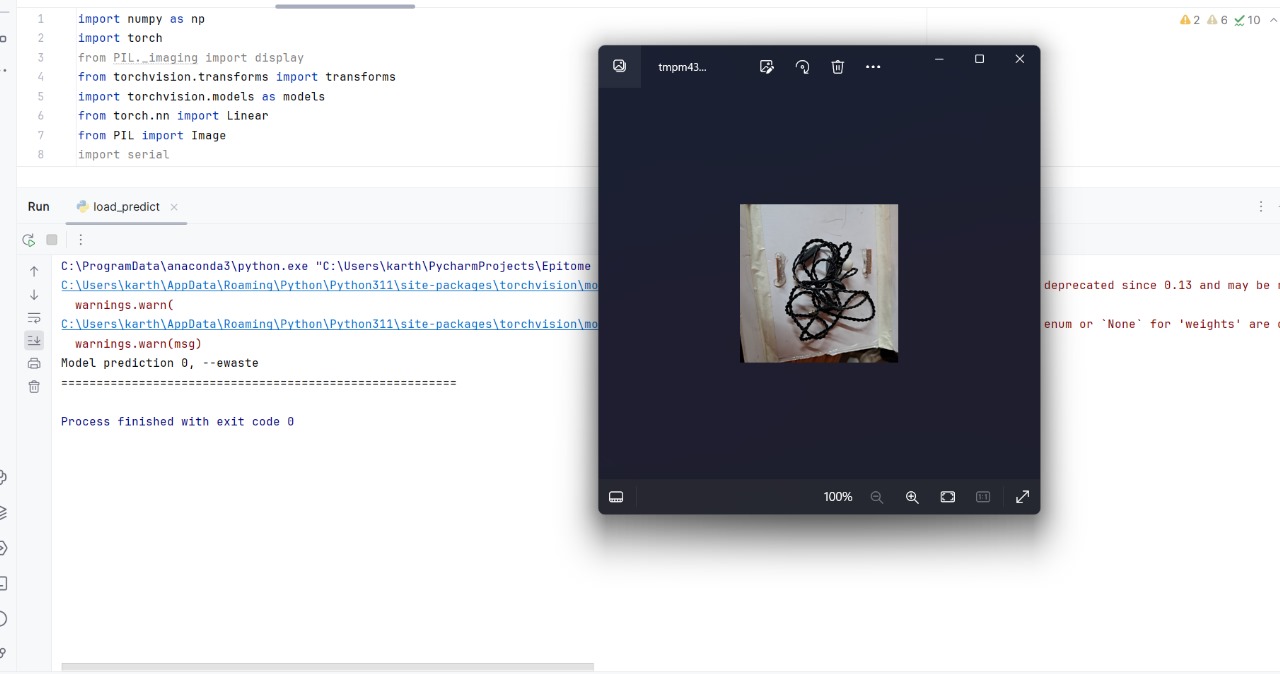 1 import numpy as np
2 import torch
3 from PIL._imaging import display
4 from torchvision.transforms import transforms
5 import torchvision.models as models
6 from torch.nn import Linear
7 from PIL import Image
8 import serial
2 6 10
tmpm43...
Run load_predict
C:\ProgramData\anaconda3\python.exe "C:\Users\karth\PycharmProjects\Epitome
C:\Users\karth\AppData\Roaming\Python\Python311\site-packages\torchvision\mo deprecated since 0.13 and may be
warnings.warn(
C:\Users\karth\AppData\Roaming\Python\Python311\site-packages\torchvision\mo enum or `None` for 'weights' are
warnings.warn(msg)
Model prediction 0, --ewaste
========================================================
Process finished with exit code 0
100%
1:1